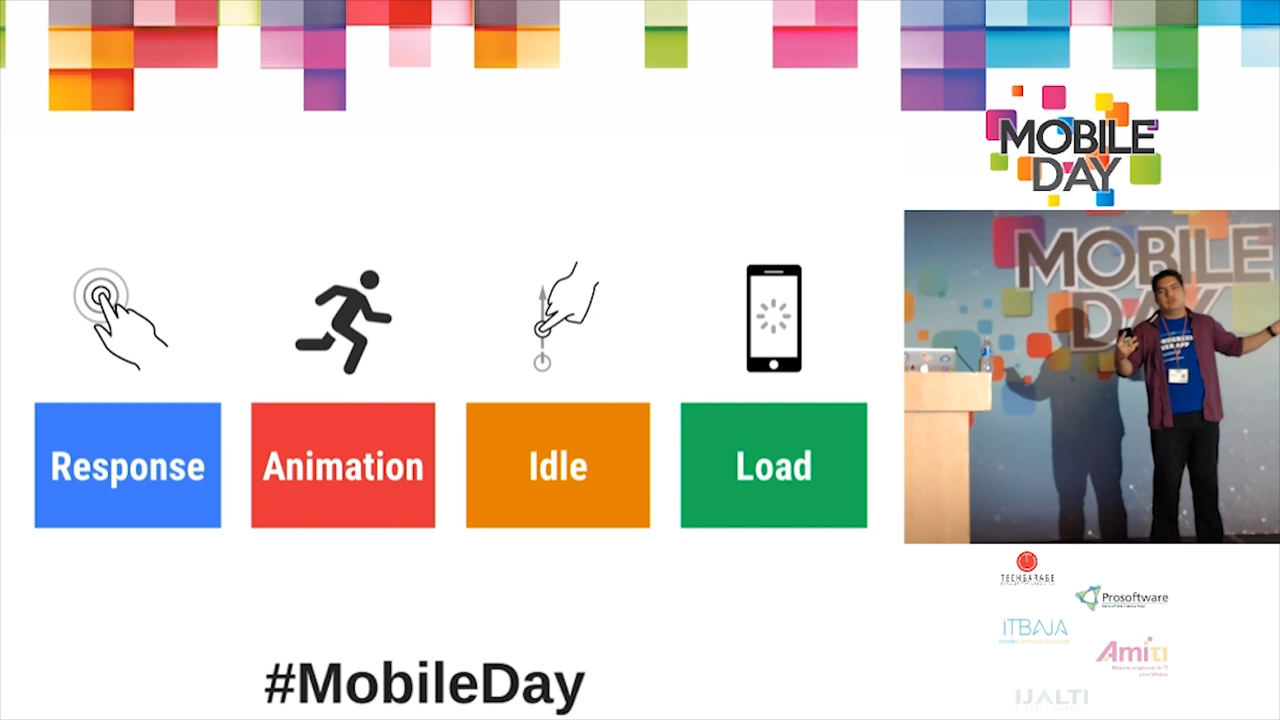 MOBILE
DAY
MOBILE
DAY
Response
Animation
Idle
Load
TECHGARAGE
Prosoftware
iTBAJA
Amiti
IJALTI
#MobileDay